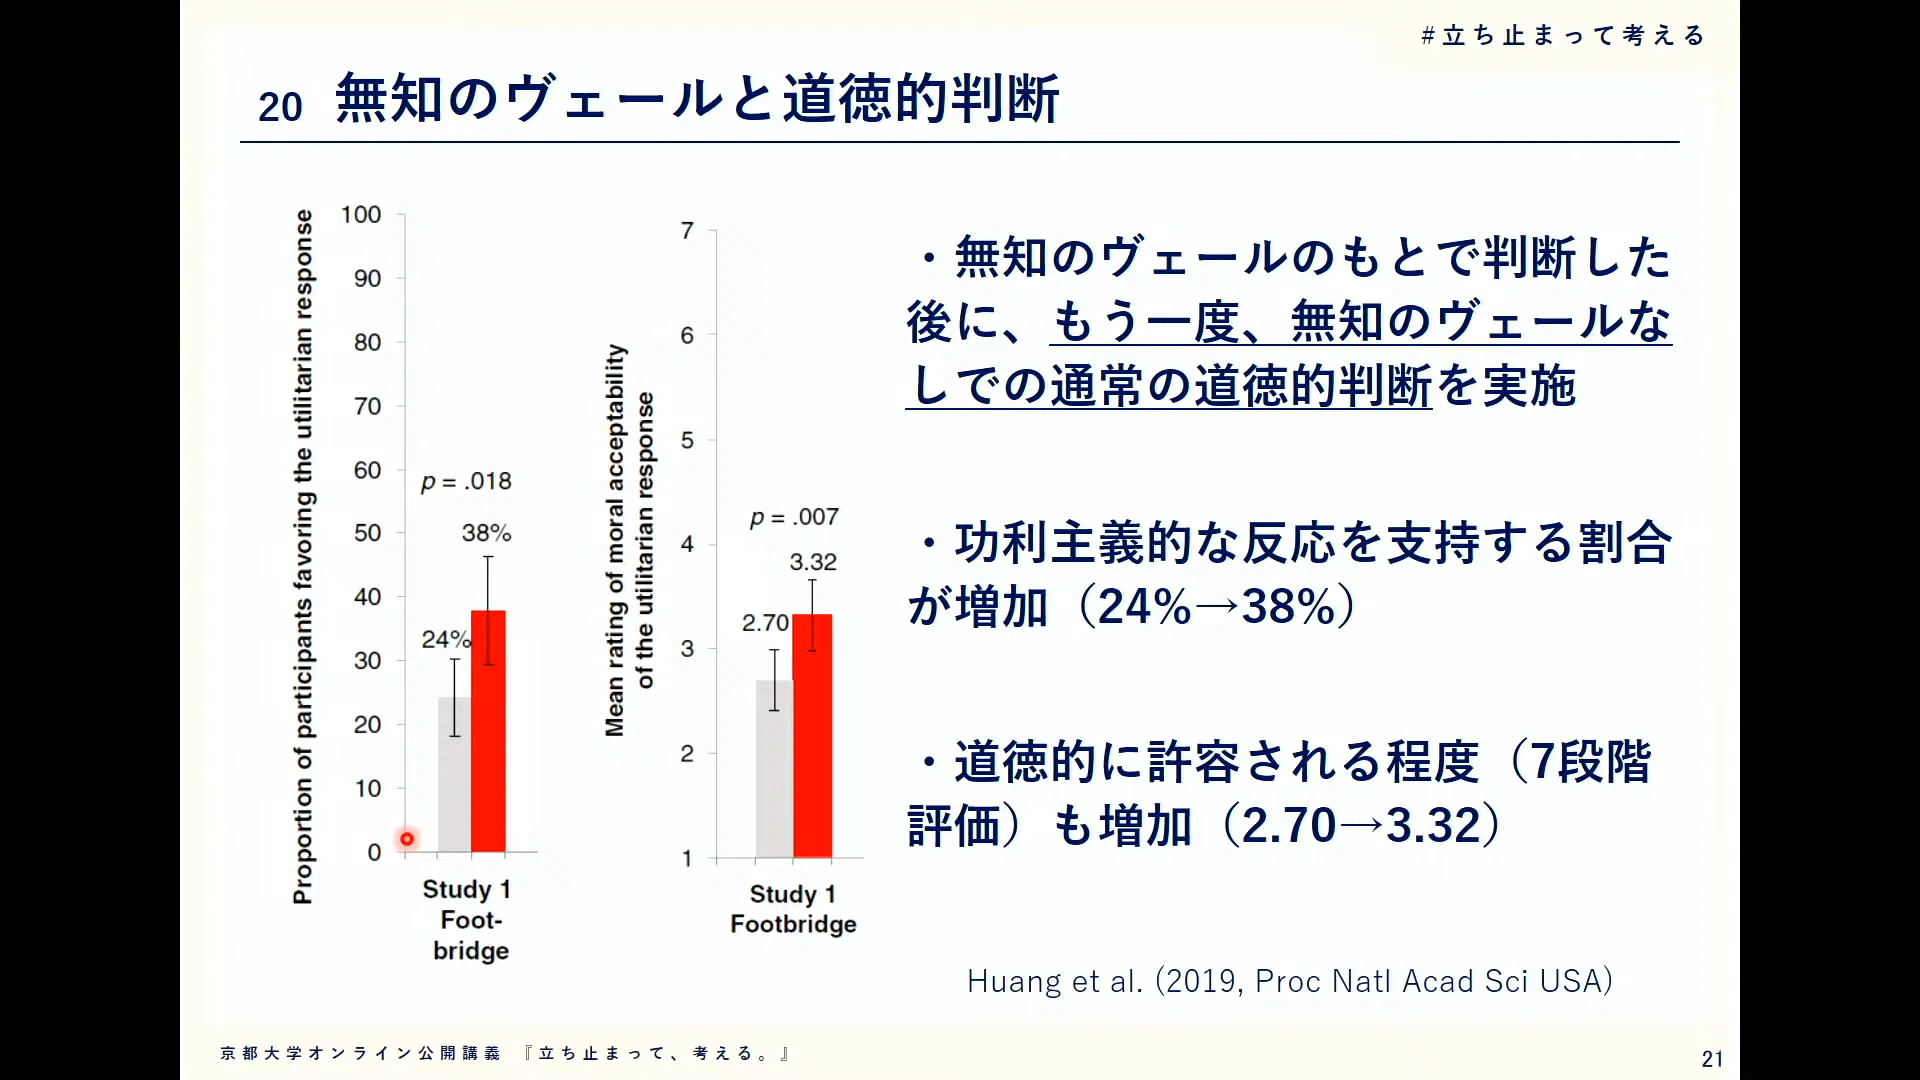 #立ち止まって考える
20 無知のヴェールと道徳的判断
Proportion of participants favoring the utilitarian response
100
90
80
70
60
50
40
30
20
10
0
p = .018
38%
24%
Study 1
Foot-
bridge
Mean rating of moral acceptability
of the utilitarian response
7
6
5
4
3
2
1
p = .007
3.32
2.70
Study 1
Footbridge
・無知のヴェールのもとで判断した
後に、もう一度、無知のヴェールな
しでの通常の道徳的判断を実施
・功利主義的な反応を支持する割合
が増加（24%→38%）
・道徳的に許容される程度（7段階
評価）も増加（2.70→3.32）
Huang et al. (2019, Proc Natl Acad Sci USA)
京都大学オンライン公開講義 『立ち止まって、考える。』
21